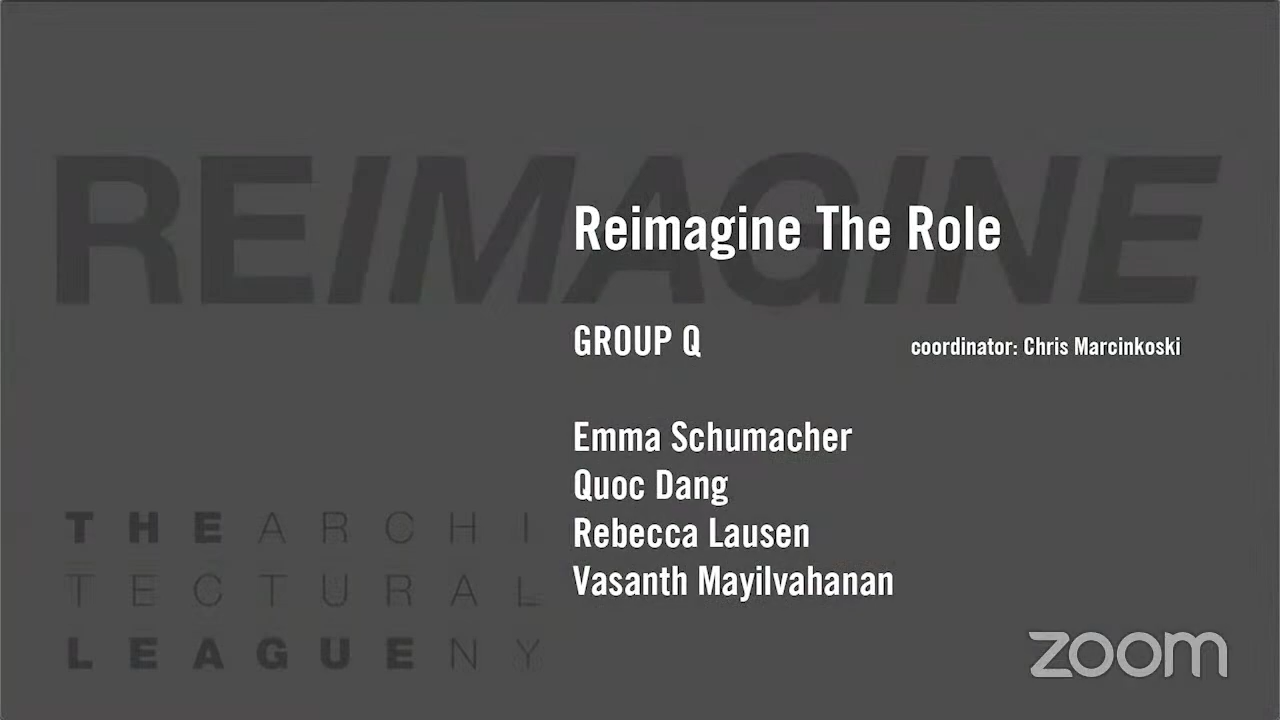 REIMAGINE
Reimagine The Role
GROUP Q
coordinator: Chris Marcinkoski
Emma Schumacher
Quoc Dang
Rebecca Lausen
Vasanth Mayilvahanan
THE ARCHI
TECTURAL
LEAGUE NY
zoom